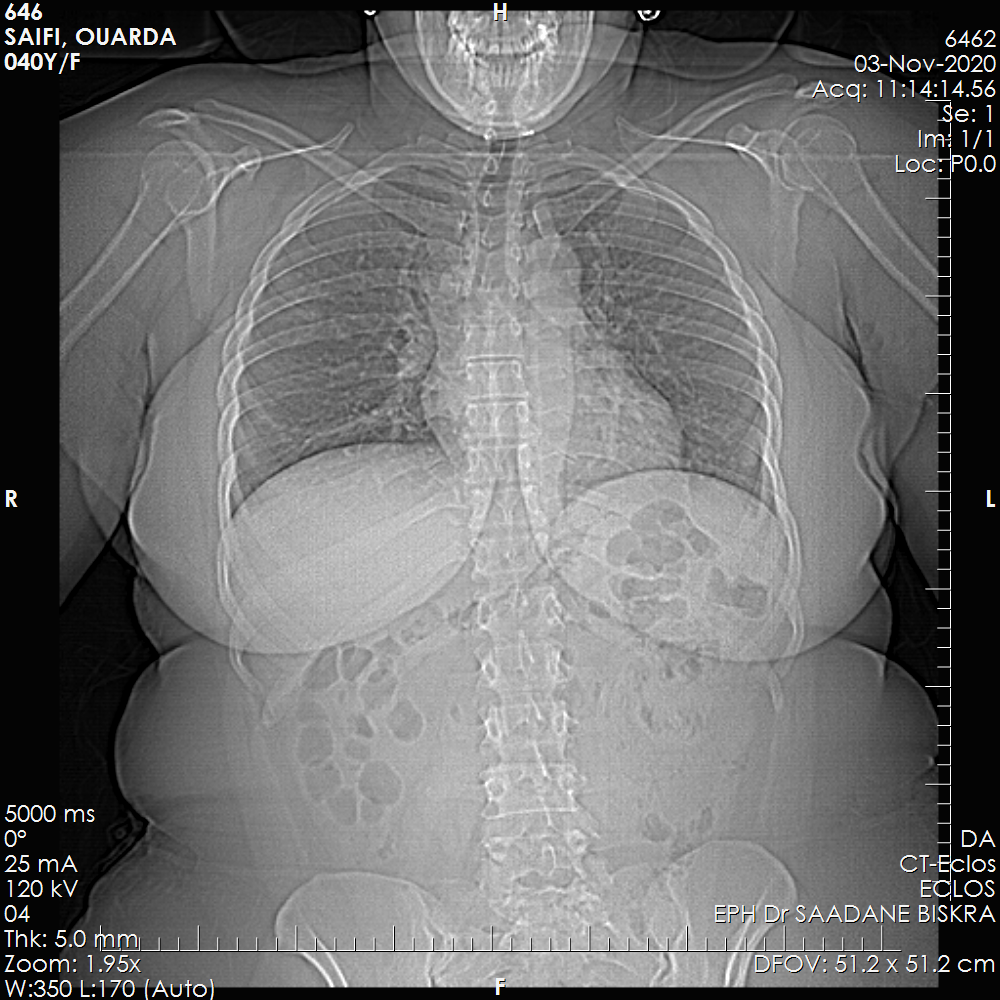 646
SAIFI, OUARDA
040Y/F
H
6462
03-Nov-2020
Acq: 11:14:14.56
Se: 1
Im: 1/1
Loc: P0.0
R
L
5000 ms
0°
25 mA
120 kV
04
Thk: 5.0 mm
Zoom: 1.95x
W:350 L:170 (Auto)
F
DA
CT-Eclos
ECLOS
EPH Dr SAADANE BISKRA
DFOV: 51.2 x 51.2 cm